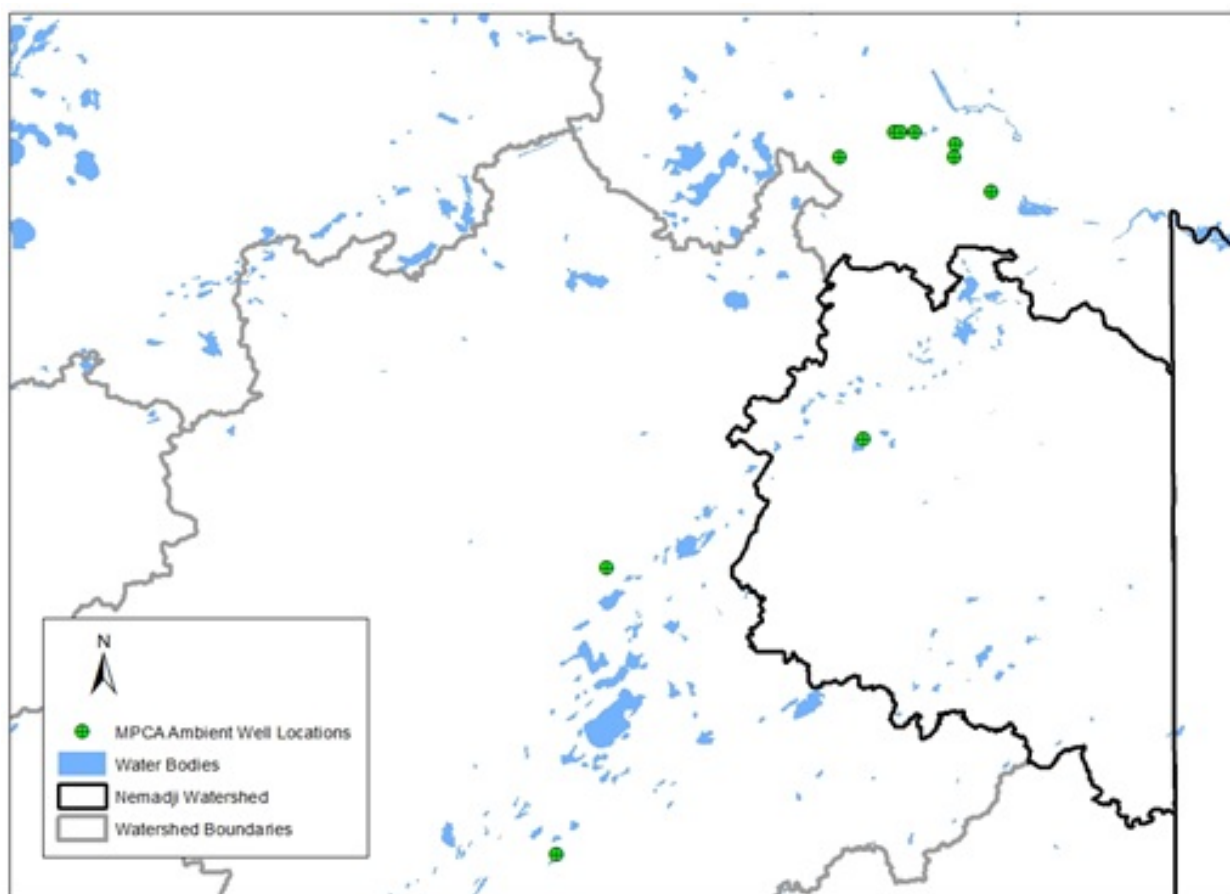 N
MPCA Ambient Well Locations
Water Bodies
Nemadji Watershed
Watershed Boundaries